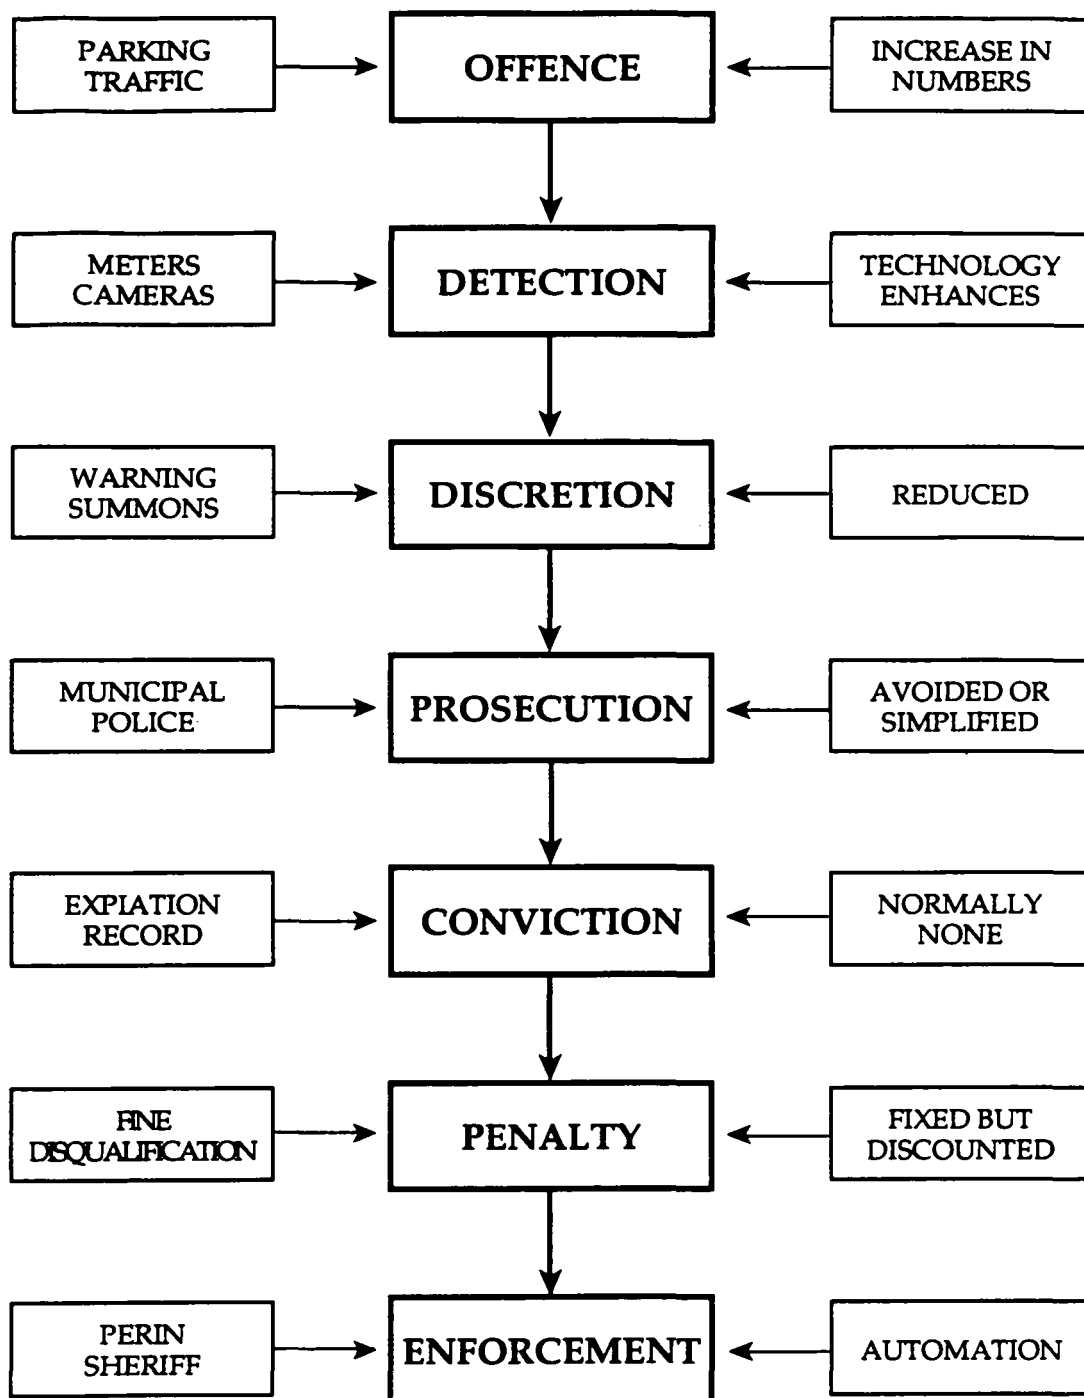 PARKING
TRAFFIC
OFFENCE
INCREASE IN
NUMBERS
METERS
CAMERAS
DETECTION
TECHNOLOGY
ENHANCES
WARNING
SUMMONS
DISCRETION
REDUCED
MUNICIPAL
POLICE
PROSECUTION
AVOIDED OR
SIMPLIFIED
EXPIATION
RECORD
CONVICTION
NORMALLY
NONE
FINE
DISQUALIFICATION
PENALTY
FIXED BUT
DISCOUNTED
PERIN
SHERIFF
ENFORCEMENT
AUTOMATION